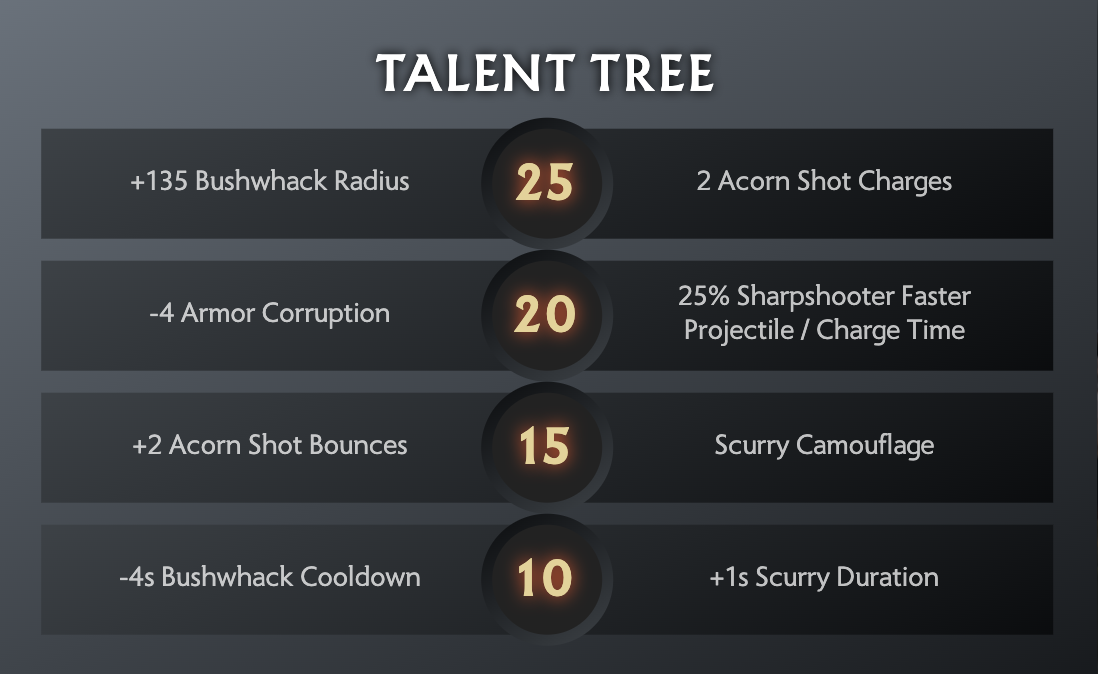 TALENT TREE
+135 Bushwhack Radius
25
2 Acorn Shot Charges
-4 Armor Corruption
20
25% Sharpshooter Faster
Projectile / Charge Time
+2 Acorn Shot Bounces
15
Scurry Camouflage
-4s Bushwhack Cooldown
10
+1s Scurry Duration